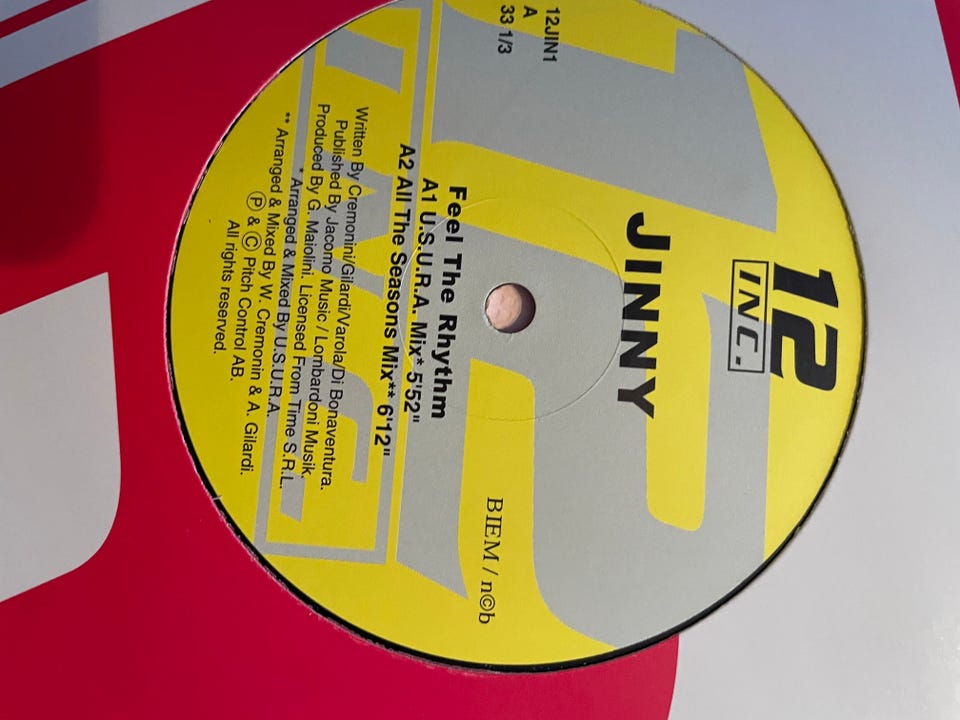 12
INC.
JINNY
12JIN1
A
33 1/3
BIEM / n©b
Feel The Rhythm
A1 U.S.U.R.A. Mix* 5'52"
A2 All The Seasons Mix** 6'12"
Written By Cremonini/Gilardi/Varola/Di Bonaventura.
Published By Jacomo Music / Lombardoni Musik.
Produced By G. Maiolini. Licensed From Time S.R.L.
* Arranged & Mixed By U.S.U.R.A.
** Arranged & Mixed By W. Cremonin & A. Gilardi.
Ⓟ & Ⓒ Pitch Control AB.
All rights reserved.
12
INC.